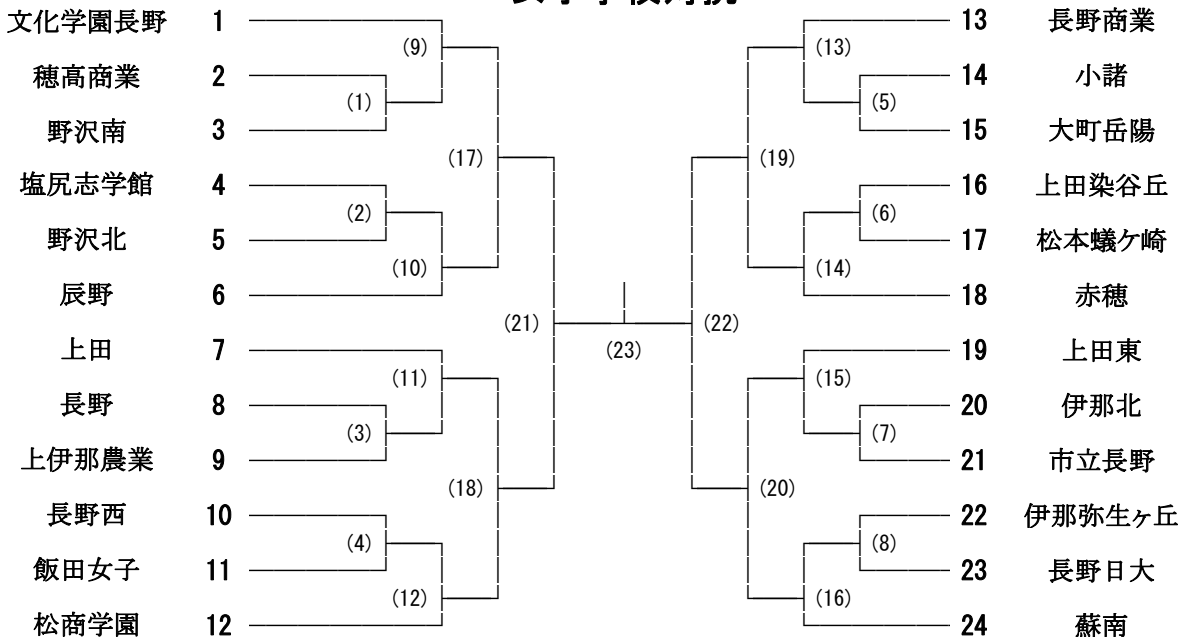 文化学園長野 1
穂高商業 2
野沢南 3
塩尻志学館 4
野沢北 5
辰野 6
上田 7
長野 8
上伊那農業 9
長野西 10
飯田女子 11
松商学園 12
(9)
(1)
(17)
(2)
(10)
(21)
(11)
(3)
(18)
(4)
(12)
(23)
(13)
(5)
(19)
(6)
(14)
(22)
(15)
(7)
(20)
(8)
(16)
13 長野商業
14 小諸
15 大町岳陽
16 上田染谷丘
17 松本蟻ケ崎
18 赤穂
19 上田東
20 伊那北
21 市立長野
22 伊那弥生ヶ丘
23 長野日大
24 蘇南